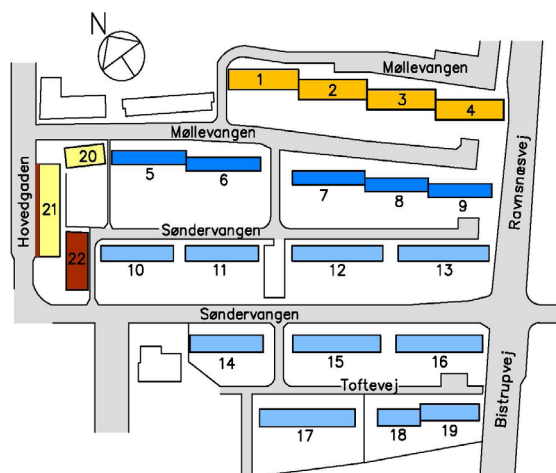 N
Møllevangen
1
2
3
4
Møllevangen
20
5
6
7
8
9
Hovedgaden
21
22
Søndervangen
10
11
12
13
Ravnsnæsvej
Søndervangen
14
15
16
Toftevej
17
18
19
Bistrupvej